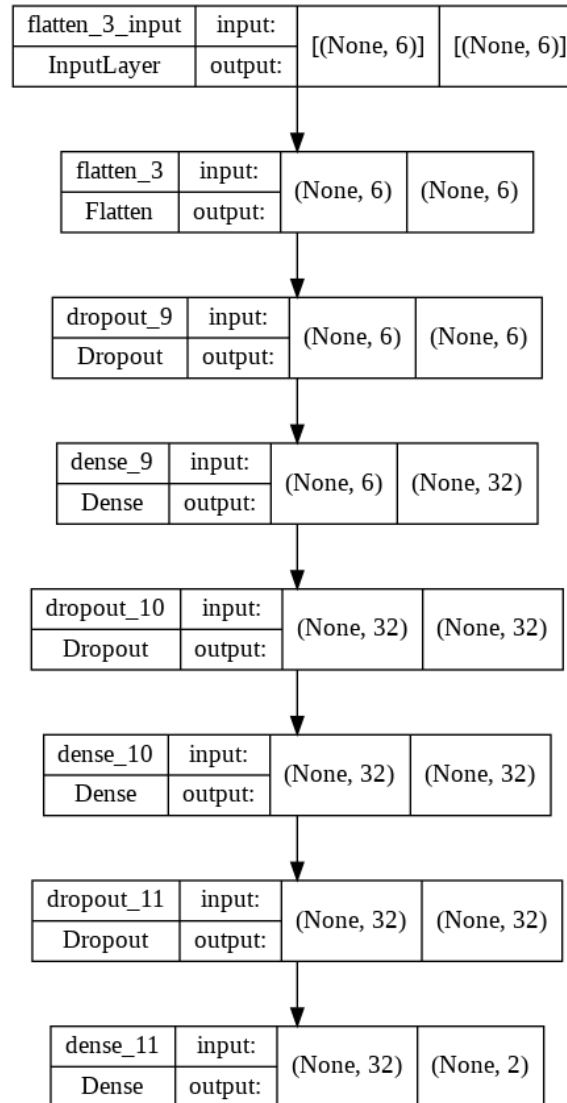 flatten_3_input input: [(None, 6)] [(None, 6)]
InputLayer output:
flatten_3 input: (None, 6) (None, 6)
Flatten output:
dropout_9 input: (None, 6) (None, 6)
Dropout output:
dense_9 input: (None, 6) (None, 32)
Dense output:
dropout_10 input: (None, 32) (None, 32)
Dropout output:
dense_10 input: (None, 32) (None, 32)
Dense output:
dropout_11 input: (None, 32) (None, 32)
Dropout output:
dense_11 input: (None, 32) (None, 2)
Dense output: